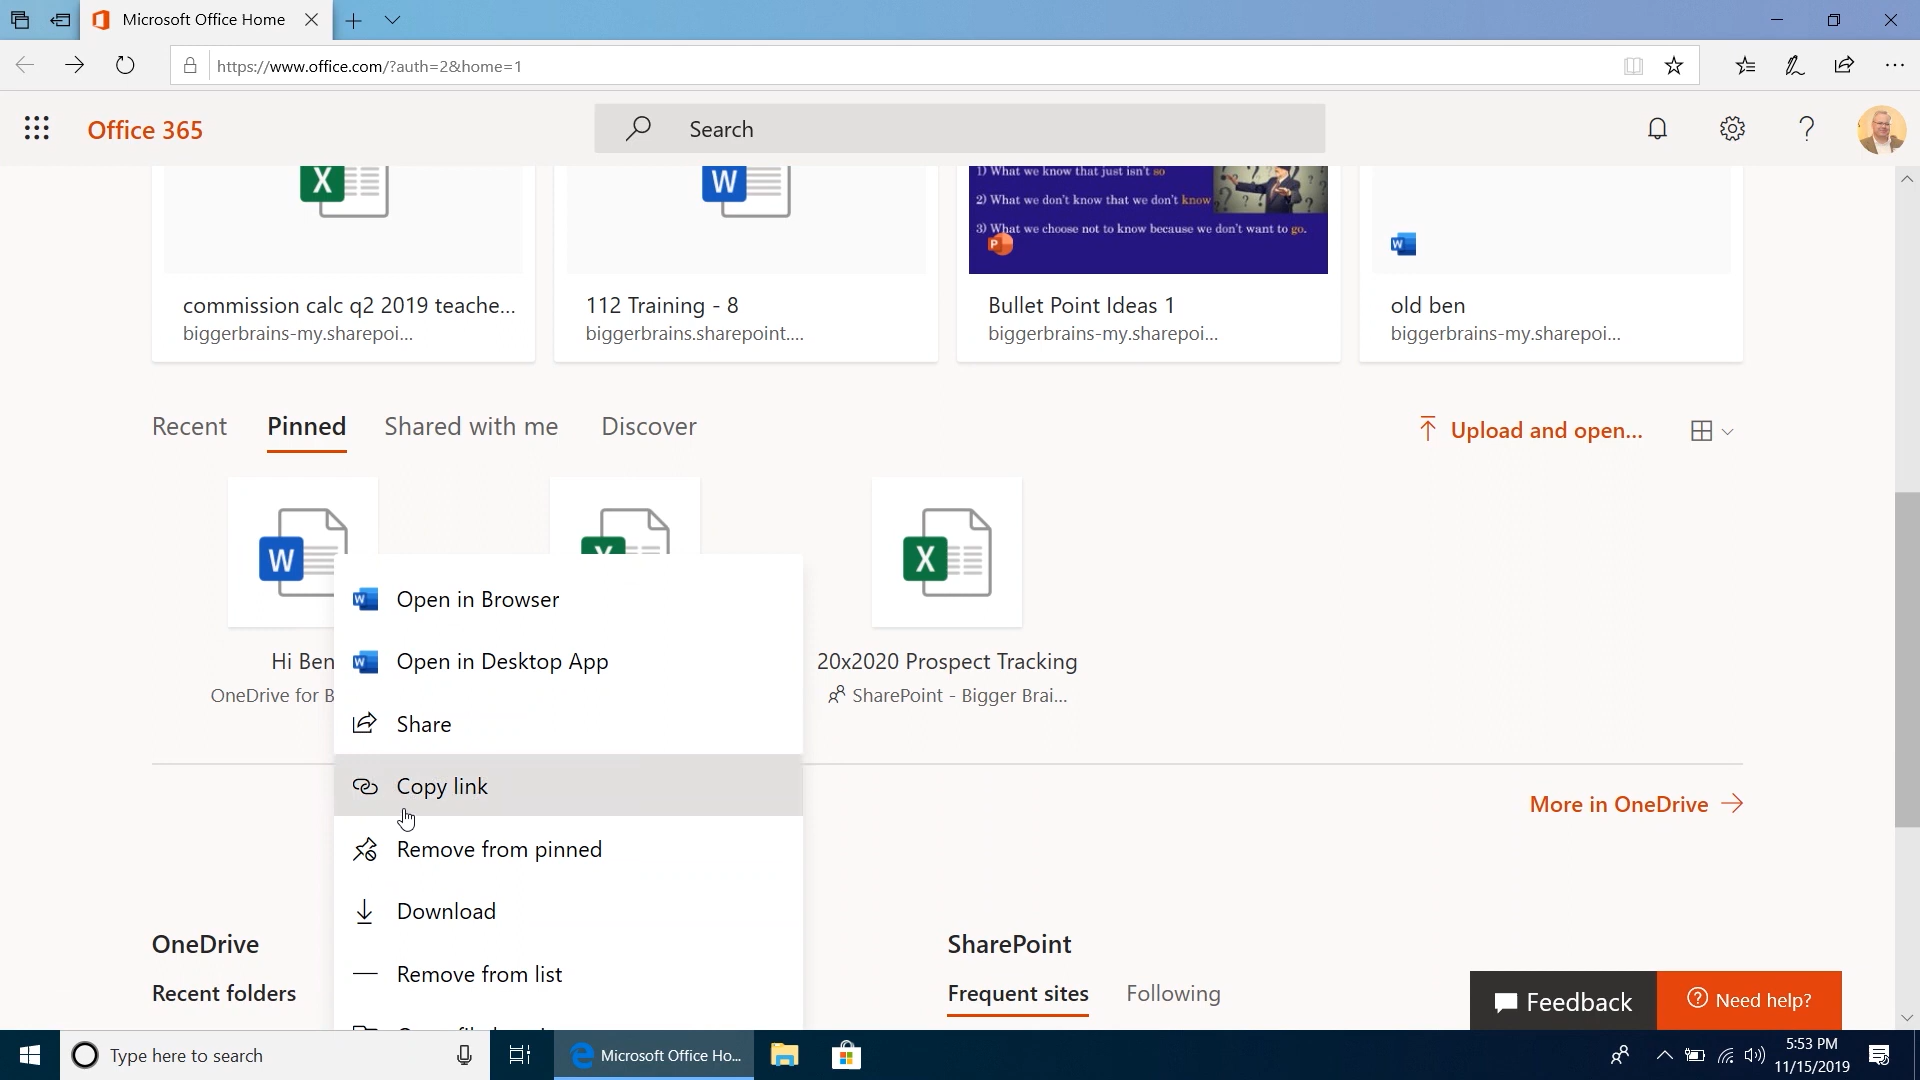 Microsoft Office Home
https://www.office.com/?auth=2&home=1
Office 365
Search
X
W
1) What we know that just isn't so
2) What we don't know that we don't know
3) What we choose not to know because we don't want to go.
P
W
commission calc q2 2019 teache...
biggerbrains-my.sharepoi...
112 Training - 8
biggerbrains.sharepoint....
Bullet Point Ideas 1
biggerbrains-my.sharepoi...
old ben
biggerbrains-my.sharepoi...
Recent
Pinned
Shared with me
Discover
Upload and open...
W
X
Hi Ben
OneDrive for B
20x2020 Prospect Tracking
SharePoint - Bigger Brai...
W Open in Browser
W Open in Desktop App
Share
Copy link
Remove from pinned
Download
Remove from list
More in OneDrive
OneDrive
Recent folders
SharePoint
Frequent sites
Following
Feedback
Need help?
Type here to search
Microsoft Office Ho...
5:53 PM
11/15/2019